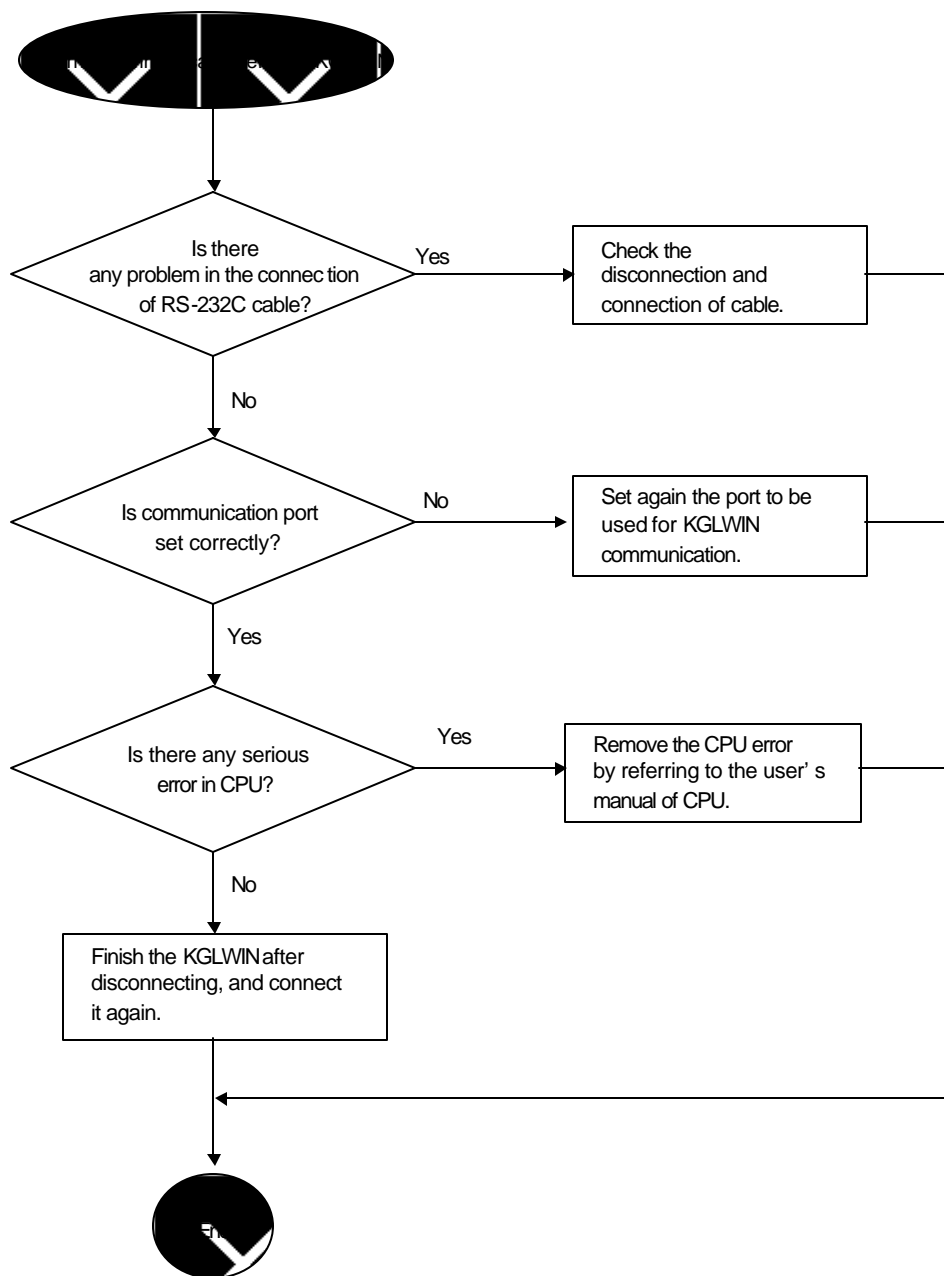 Is there
any problem in the connection
of RS-232C cable?
Yes
Check the
disconnection and
connection of cable.
No
Is communication port
set correctly?
No
Set again the port to be
used for KGLWIN
communication.
Yes
Is there any serious
error in CPU?
Yes
Remove the CPU error
by referring to the user’ s
manual of CPU.
No
Finish the KGLWIN after
disconnecting, and connect
it again.